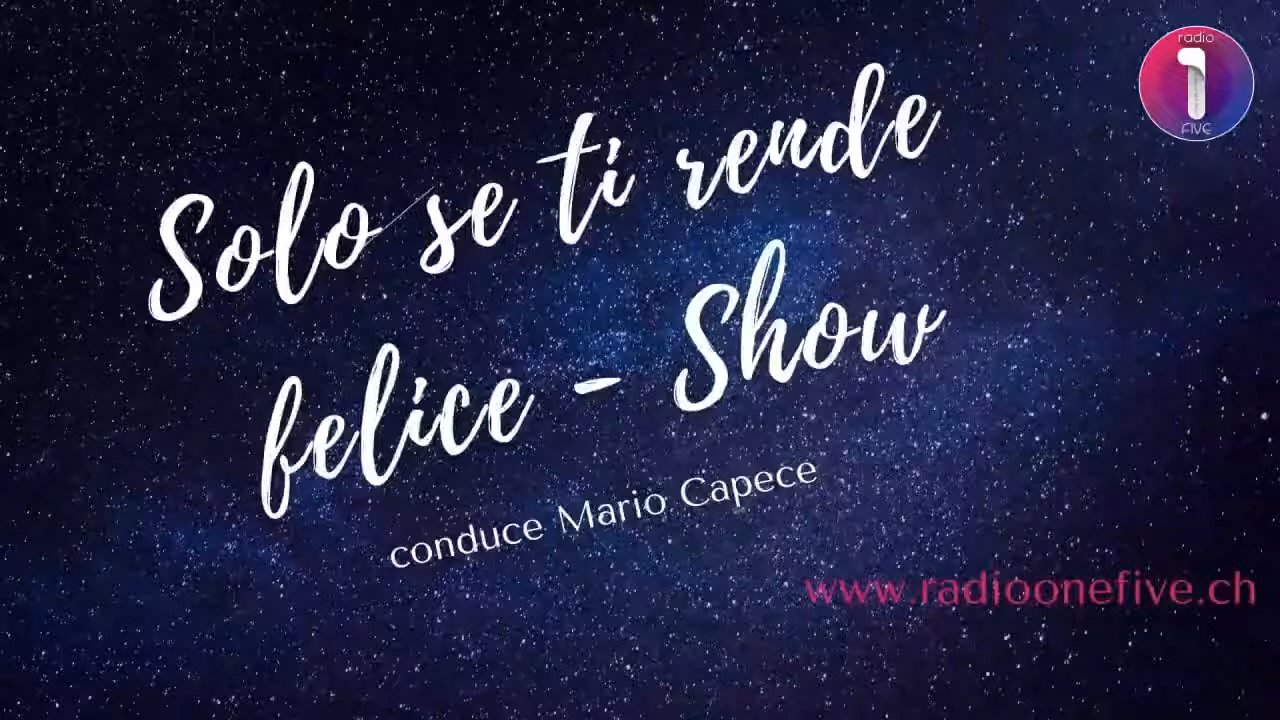 radio
1
FIVE
Solo se ti rende
felice - Show
conduce Mario Capece
www.radioonefive.ch